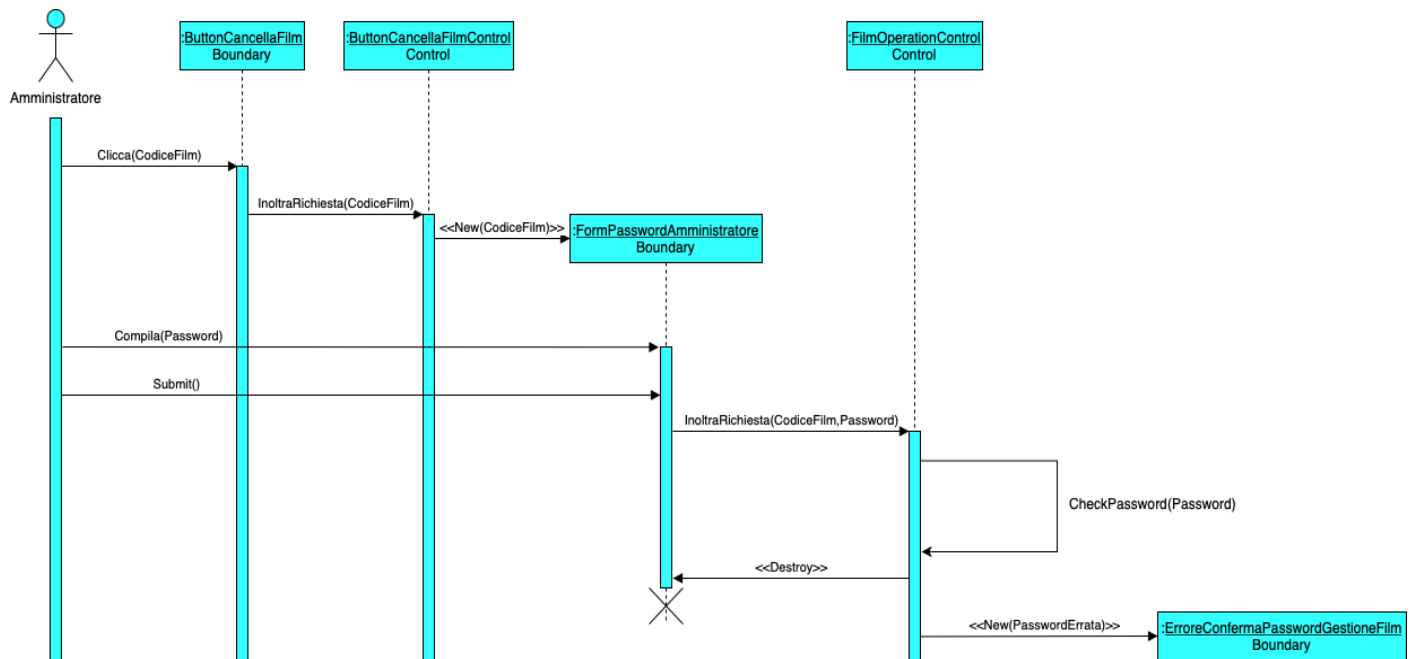 :ButtonCancellaFilm
Boundary
:ButtonCancellaFilmControl
Control
:FilmOperationControl
Control
Amministratore
Clicca(CodiceFilm)
InoltraRichiesta(CodiceFilm)
<<New(CodiceFilm)>>
:FormPasswordAmministratore
Boundary
Compila(Password)
Submit()
InoltraRichiesta(CodiceFilm,Password)
CheckPassword(Password)
<<Destroy>>
<<New(PasswordErrata)>>
:ErroreConfermaPasswordGestioneFilm
Boundary